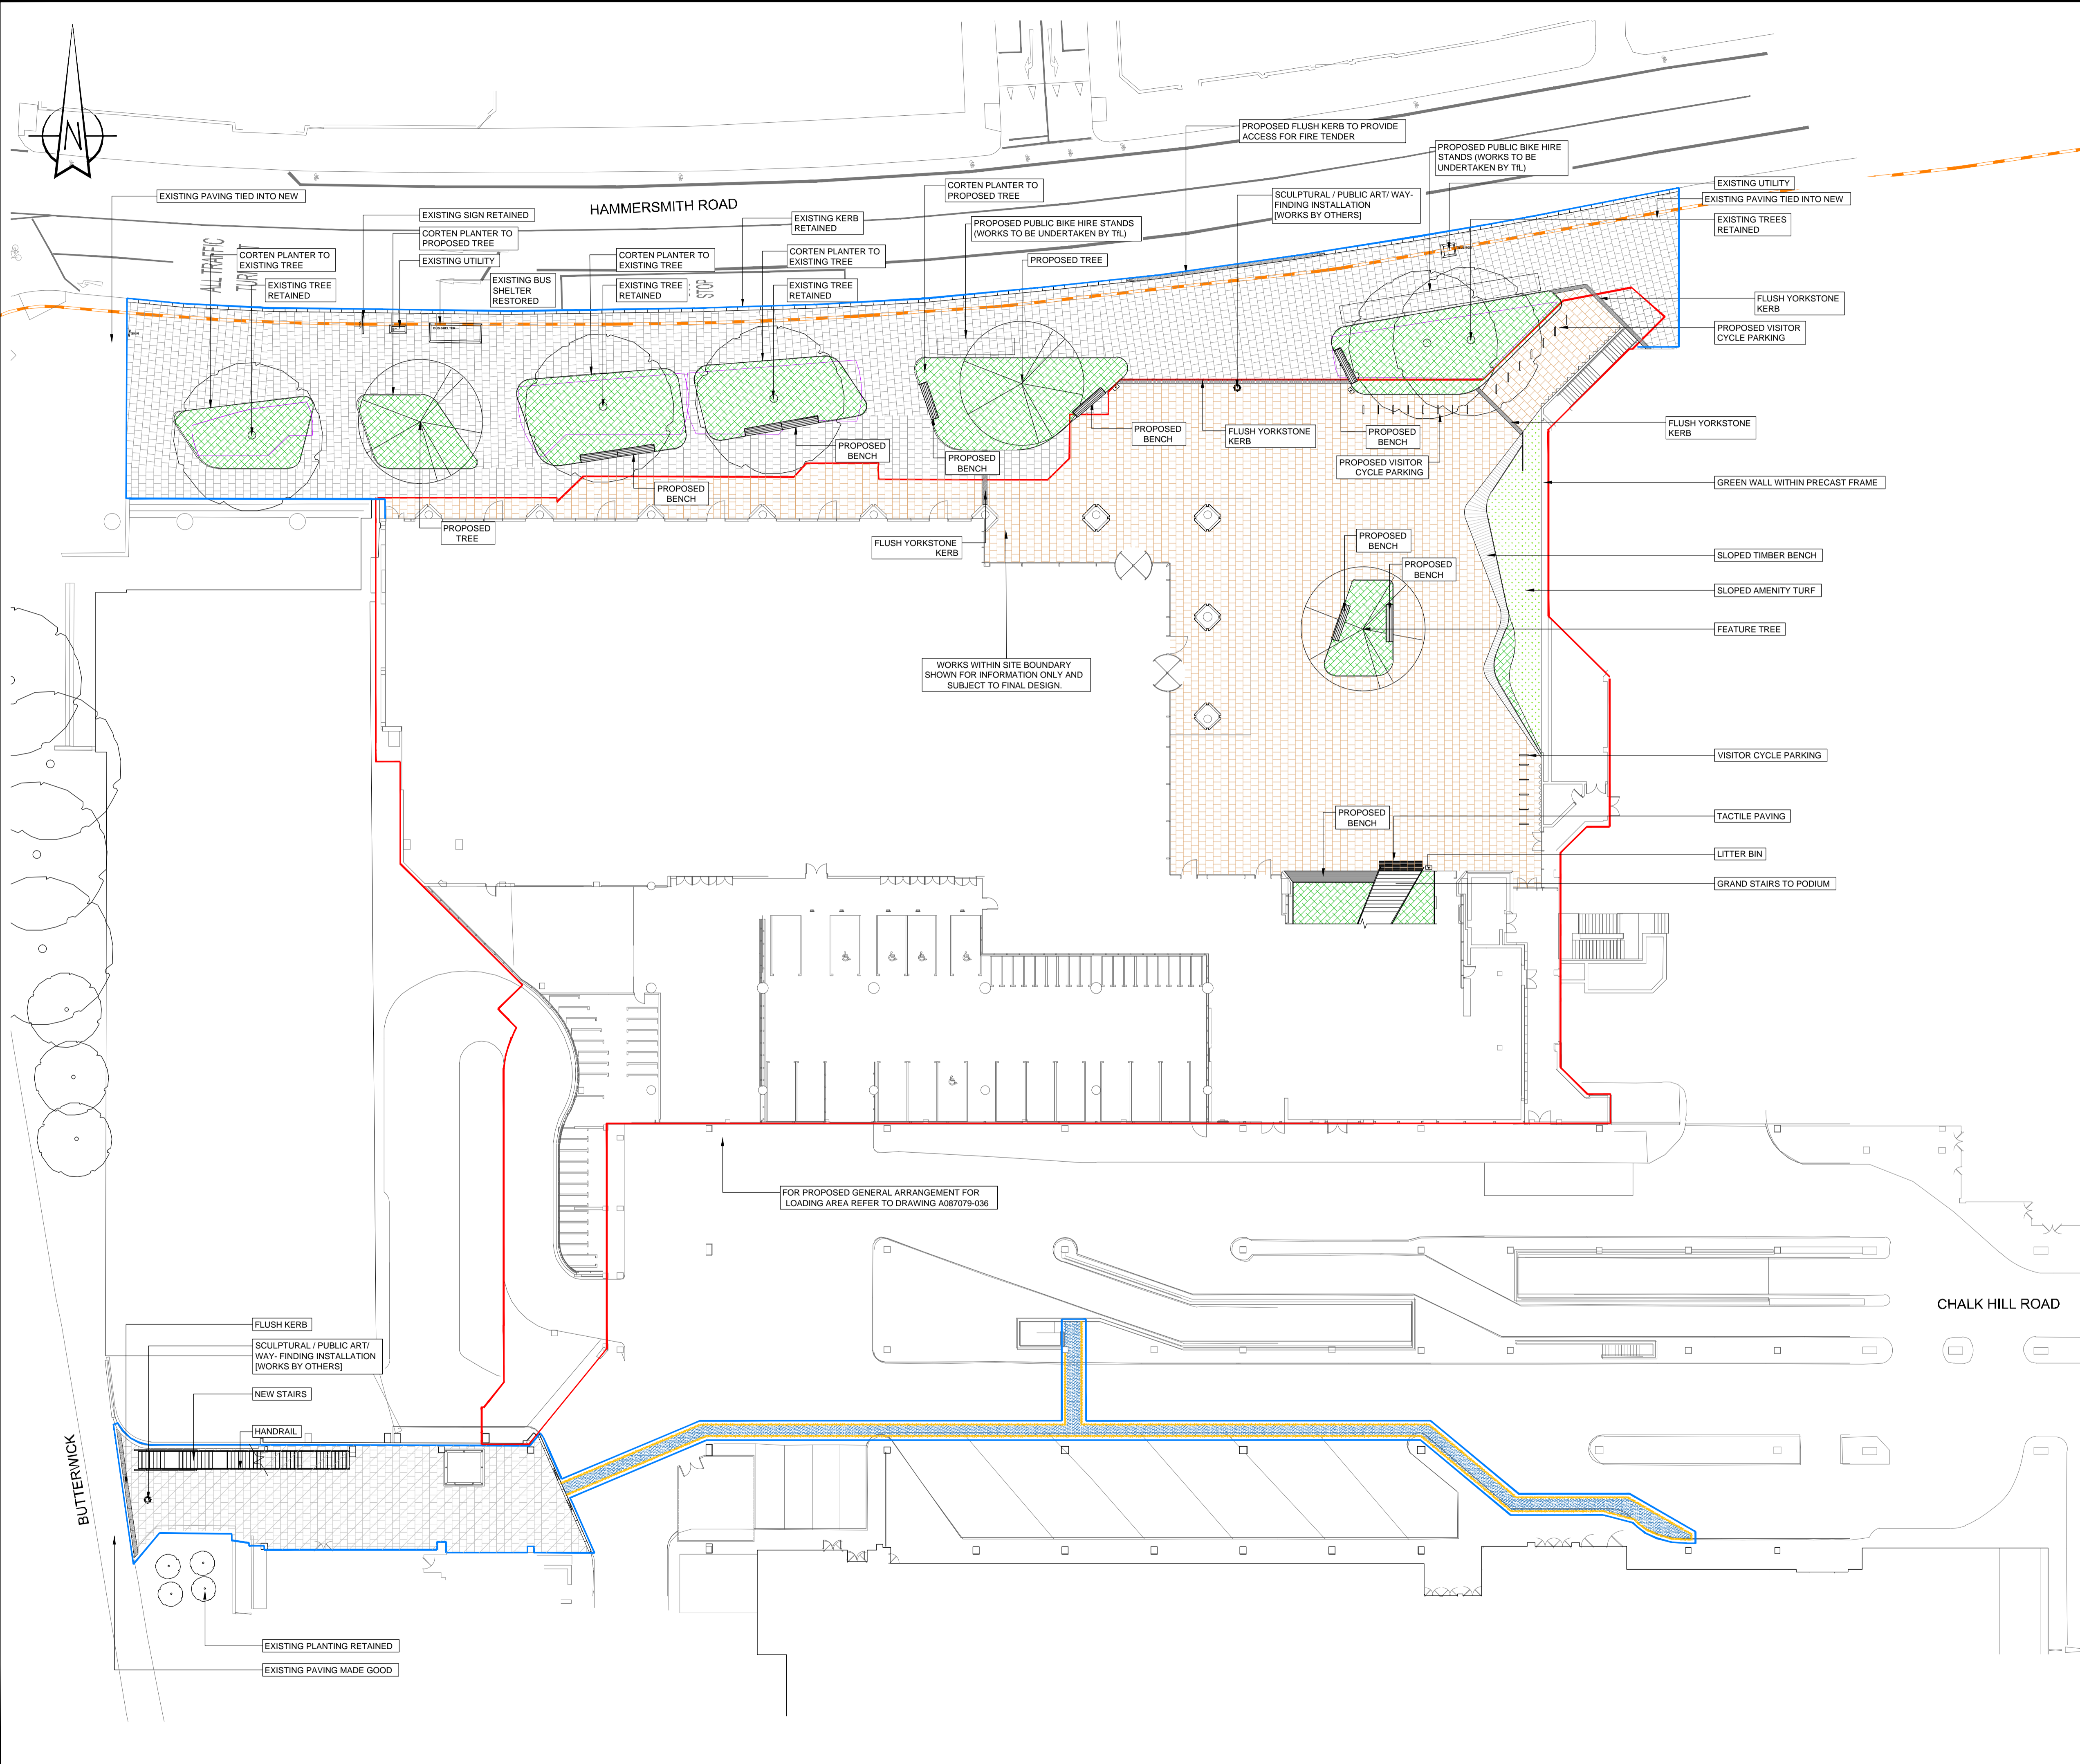 N
PROPOSED FLUSH KERB TO PROVIDE
ACCESS FOR FIRE TENDER
PROPOSED PUBLIC BIKE HIRE
STANDS (WORKS TO BE
UNDERTAKEN BY TfL)
EXISTING UTILITY
EXISTING PAVING TIED INTO NEW
EXISTING TREES
RETAINED
EXISTING PAVING TIED INTO NEW
HAMMERSMITH ROAD
CORTEN PLANTER TO
PROPOSED TREE
SCULPTURAL / PUBLIC ART/ WAY-
FINDING INSTALLATION
[WORKS BY OTHERS]
EXISTING SIGN RETAINED
EXISTING KERB
RETAINED
PROPOSED PUBLIC BIKE HIRE STANDS
(WORKS TO BE UNDERTAKEN BY TfL)
CORTEN PLANTER TO
PROPOSED TREE
EXISTING UTILITY
CORTEN PLANTER TO
EXISTING TREE
CORTEN PLANTER TO
EXISTING TREE
CORTEN PLANTER TO
EXISTING TREE
PROPOSED TREE
EXISTING BUS
SHELTER
RESTORED
EXISTING TREE
RETAINED
EXISTING TREE
RETAINED
EXISTING TREE
RETAINED
STOP
ALL TRAFFIC
BUS SHELTER
FLUSH YORKSTONE
KERB
PROPOSED VISITOR
CYCLE PARKING
PROPOSED
BENCH
PROPOSED
BENCH
PROPOSED
BENCH
PROPOSED
BENCH
FLUSH YORKSTONE
KERB
PROPOSED
BENCH
FLUSH YORKSTONE
KERB
PROPOSED VISITOR
CYCLE PARKING
GREEN WALL WITHIN PRECAST FRAME
PROPOSED
TREE
FLUSH YORKSTONE
KERB
PROPOSED
BENCH
PROPOSED
BENCH
SLOPED TIMBER BENCH
SLOPED AMENITY TURF
FEATURE TREE
WORKS WITHIN SITE BOUNDARY
SHOWN FOR INFORMATION ONLY AND
SUBJECT TO FINAL DESIGN.
VISITOR CYCLE PARKING
PROPOSED
BENCH
TACTILE PAVING
LITTER BIN
GRAND STAIRS TO PODIUM
FOR PROPOSED GENERAL ARRANGEMENT FOR
LOADING AREA REFER TO DRAWING A087079-036
CHALK HILL ROAD
FLUSH KERB
SCULPTURAL / PUBLIC ART/
WAY- FINDING INSTALLATION
[WORKS BY OTHERS]
NEW STAIRS
HANDRAIL
BUTTERWICK
EXISTING PLANTING RETAINED
EXISTING PAVING MADE GOOD